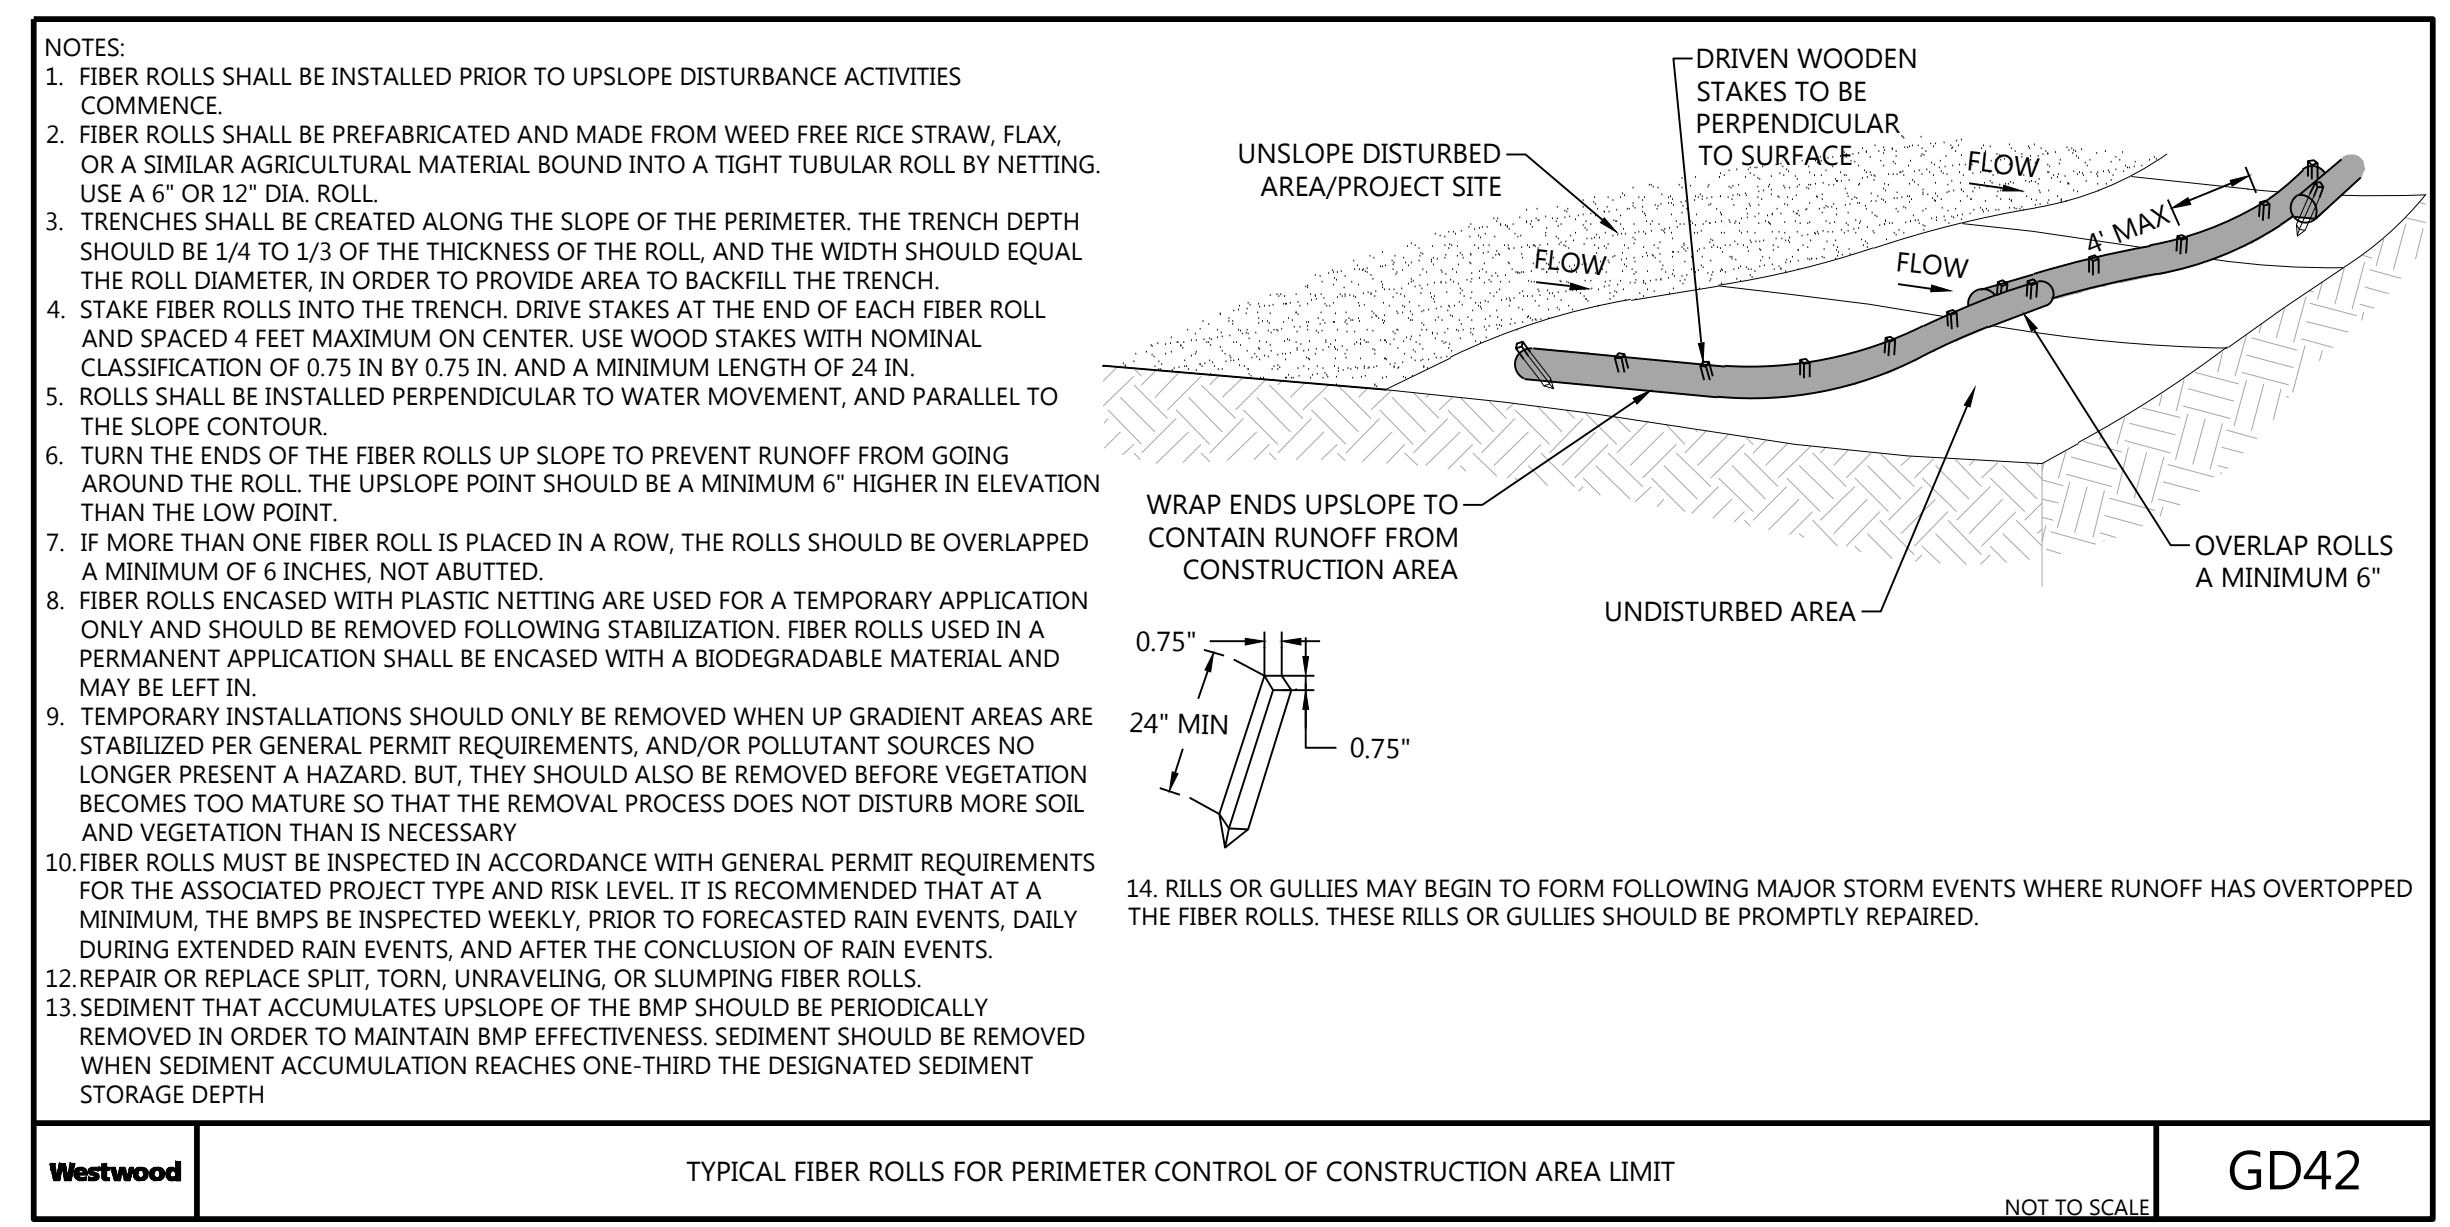 NOTES:
1. FIBER ROLLS SHALL BE INSTALLED PRIOR TO UPSLOPE DISTURBANCE ACTIVITIES
COMMENCE.
2. FIBER ROLLS SHALL BE PREFABRICATED AND MADE FROM WEED FREE RICE STRAW, FLAX,
OR A SIMILAR AGRICULTURAL MATERIAL BOUND INTO A TIGHT TUBULAR ROLL BY NETTING.
USE A 6" OR 12" DIA. ROLL.
3. TRENCHES SHALL BE CREATED ALONG THE SLOPE OF THE PERIMETER. THE TRENCH DEPTH
SHOULD BE 1/4 TO 1/3 OF THE THICKNESS OF THE ROLL, AND THE WIDTH SHOULD EQUAL
THE ROLL DIAMETER, IN ORDER TO PROVIDE AREA TO BACKFILL THE TRENCH.
4. STAKE FIBER ROLLS INTO THE TRENCH. DRIVE STAKES AT THE END OF EACH FIBER ROLL
AND SPACED 4 FEET MAXIMUM ON CENTER. USE WOOD STAKES WITH NOMINAL
CLASSIFICATION OF 0.75 IN BY 0.75 IN. AND A MINIMUM LENGTH OF 24 IN.
5. ROLLS SHALL BE INSTALLED PERPENDICULAR TO WATER MOVEMENT, AND PARALLEL TO
THE SLOPE CONTOUR.
6. TURN THE ENDS OF THE FIBER ROLLS UP SLOPE TO PREVENT RUNOFF FROM GOING
AROUND THE ROLL. THE UPSLOPE POINT SHOULD BE A MINIMUM 6" HIGHER IN ELEVATION
THAN THE LOW POINT.
7. IF MORE THAN ONE FIBER ROLL IS PLACED IN A ROW, THE ROLLS SHOULD BE OVERLAPPED
A MINIMUM OF 6 INCHES, NOT ABUTTED.
8. FIBER ROLLS ENCASED WITH PLASTIC NETTING ARE USED FOR A TEMPORARY APPLICATION
ONLY AND SHOULD BE REMOVED FOLLOWING STABILIZATION. FIBER ROLLS USED IN A
PERMANENT APPLICATION SHALL BE ENCASED WITH A BIODEGRADABLE MATERIAL AND
MAY BE LEFT IN.
9. TEMPORARY INSTALLATIONS SHOULD ONLY BE REMOVED WHEN UP GRADIENT AREAS ARE
STABILIZED PER GENERAL PERMIT REQUIREMENTS, AND/OR POLLUTANT SOURCES NO
LONGER PRESENT A HAZARD. BUT, THEY SHOULD ALSO BE REMOVED BEFORE VEGETATION
BECOMES TOO MATURE SO THAT THE REMOVAL PROCESS DOES NOT DISTURB MORE SOIL
AND VEGETATION THAN IS NECESSARY
10. FIBER ROLLS MUST BE INSPECTED IN ACCORDANCE WITH GENERAL PERMIT REQUIREMENTS
FOR THE ASSOCIATED PROJECT TYPE AND RISK LEVEL. IT IS RECOMMENDED THAT AT A
MINIMUM, THE BMPS BE INSPECTED WEEKLY, PRIOR TO FORECASTED RAIN EVENTS, DAILY
DURING EXTENDED RAIN EVENTS, AND AFTER THE CONCLUSION OF RAIN EVENTS.
12. REPAIR OR REPLACE SPLIT, TORN, UNRAVELING, OR SLUMPING FIBER ROLLS.
13. SEDIMENT THAT ACCUMULATES UPSLOPE OF THE BMP SHOULD BE PERIODICALLY
REMOVED IN ORDER TO MAINTAIN BMP EFFECTIVENESS. SEDIMENT SHOULD BE REMOVED
WHEN SEDIMENT ACCUMULATION REACHES ONE-THIRD THE DESIGNATED SEDIMENT
STORAGE DEPTH
DRIVEN WOODEN
STAKES TO BE
PERPENDICULAR
TO SURFACE
UNSLOPE DISTURBED
AREA/PROJECT SITE
FLOW
FLOW
FLOW
4' MAX
WRAP ENDS UPSLOPE TO
CONTAIN RUNOFF FROM
CONSTRUCTION AREA
OVERLAP ROLLS
A MINIMUM 6"
UNDISTURBED AREA
0.75"
24" MIN
0.75"
14. RILLS OR GULLIES MAY BEGIN TO FORM FOLLOWING MAJOR STORM EVENTS WHERE RUNOFF HAS OVERTOPPED
THE FIBER ROLLS. THESE RILLS OR GULLIES SHOULD BE PROMPTLY REPAIRED.
Westwood
TYPICAL FIBER ROLLS FOR PERIMETER CONTROL OF CONSTRUCTION AREA LIMIT
NOT TO SCALE
GD42